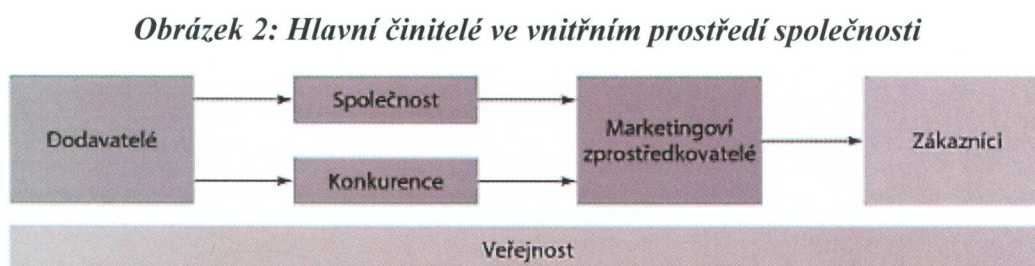 Obrázek 2: Hlavní činitelé ve vnitřním prostředí společnosti
Dodavatelé
Společnost
Konkurence
Marketingoví
zprostředkovatelé
Zákazníci
Veřejnost